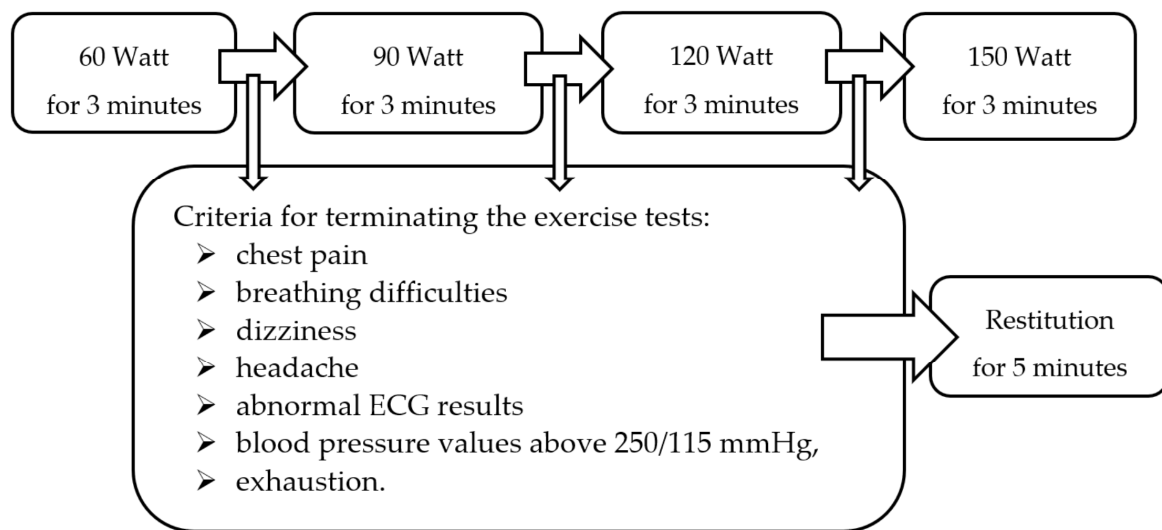 60 Watt
for 3 minutes
90 Watt
for 3 minutes
120 Watt
for 3 minutes
150 Watt
for 3 minutes
Criteria for terminating the exercise tests:
➢ chest pain
➢ breathing difficulties
➢ dizziness
➢ headache
➢ abnormal ECG results
➢ blood pressure values above 250/115 mmHg,
➢ exhaustion.
Restitution
for 5 minutes